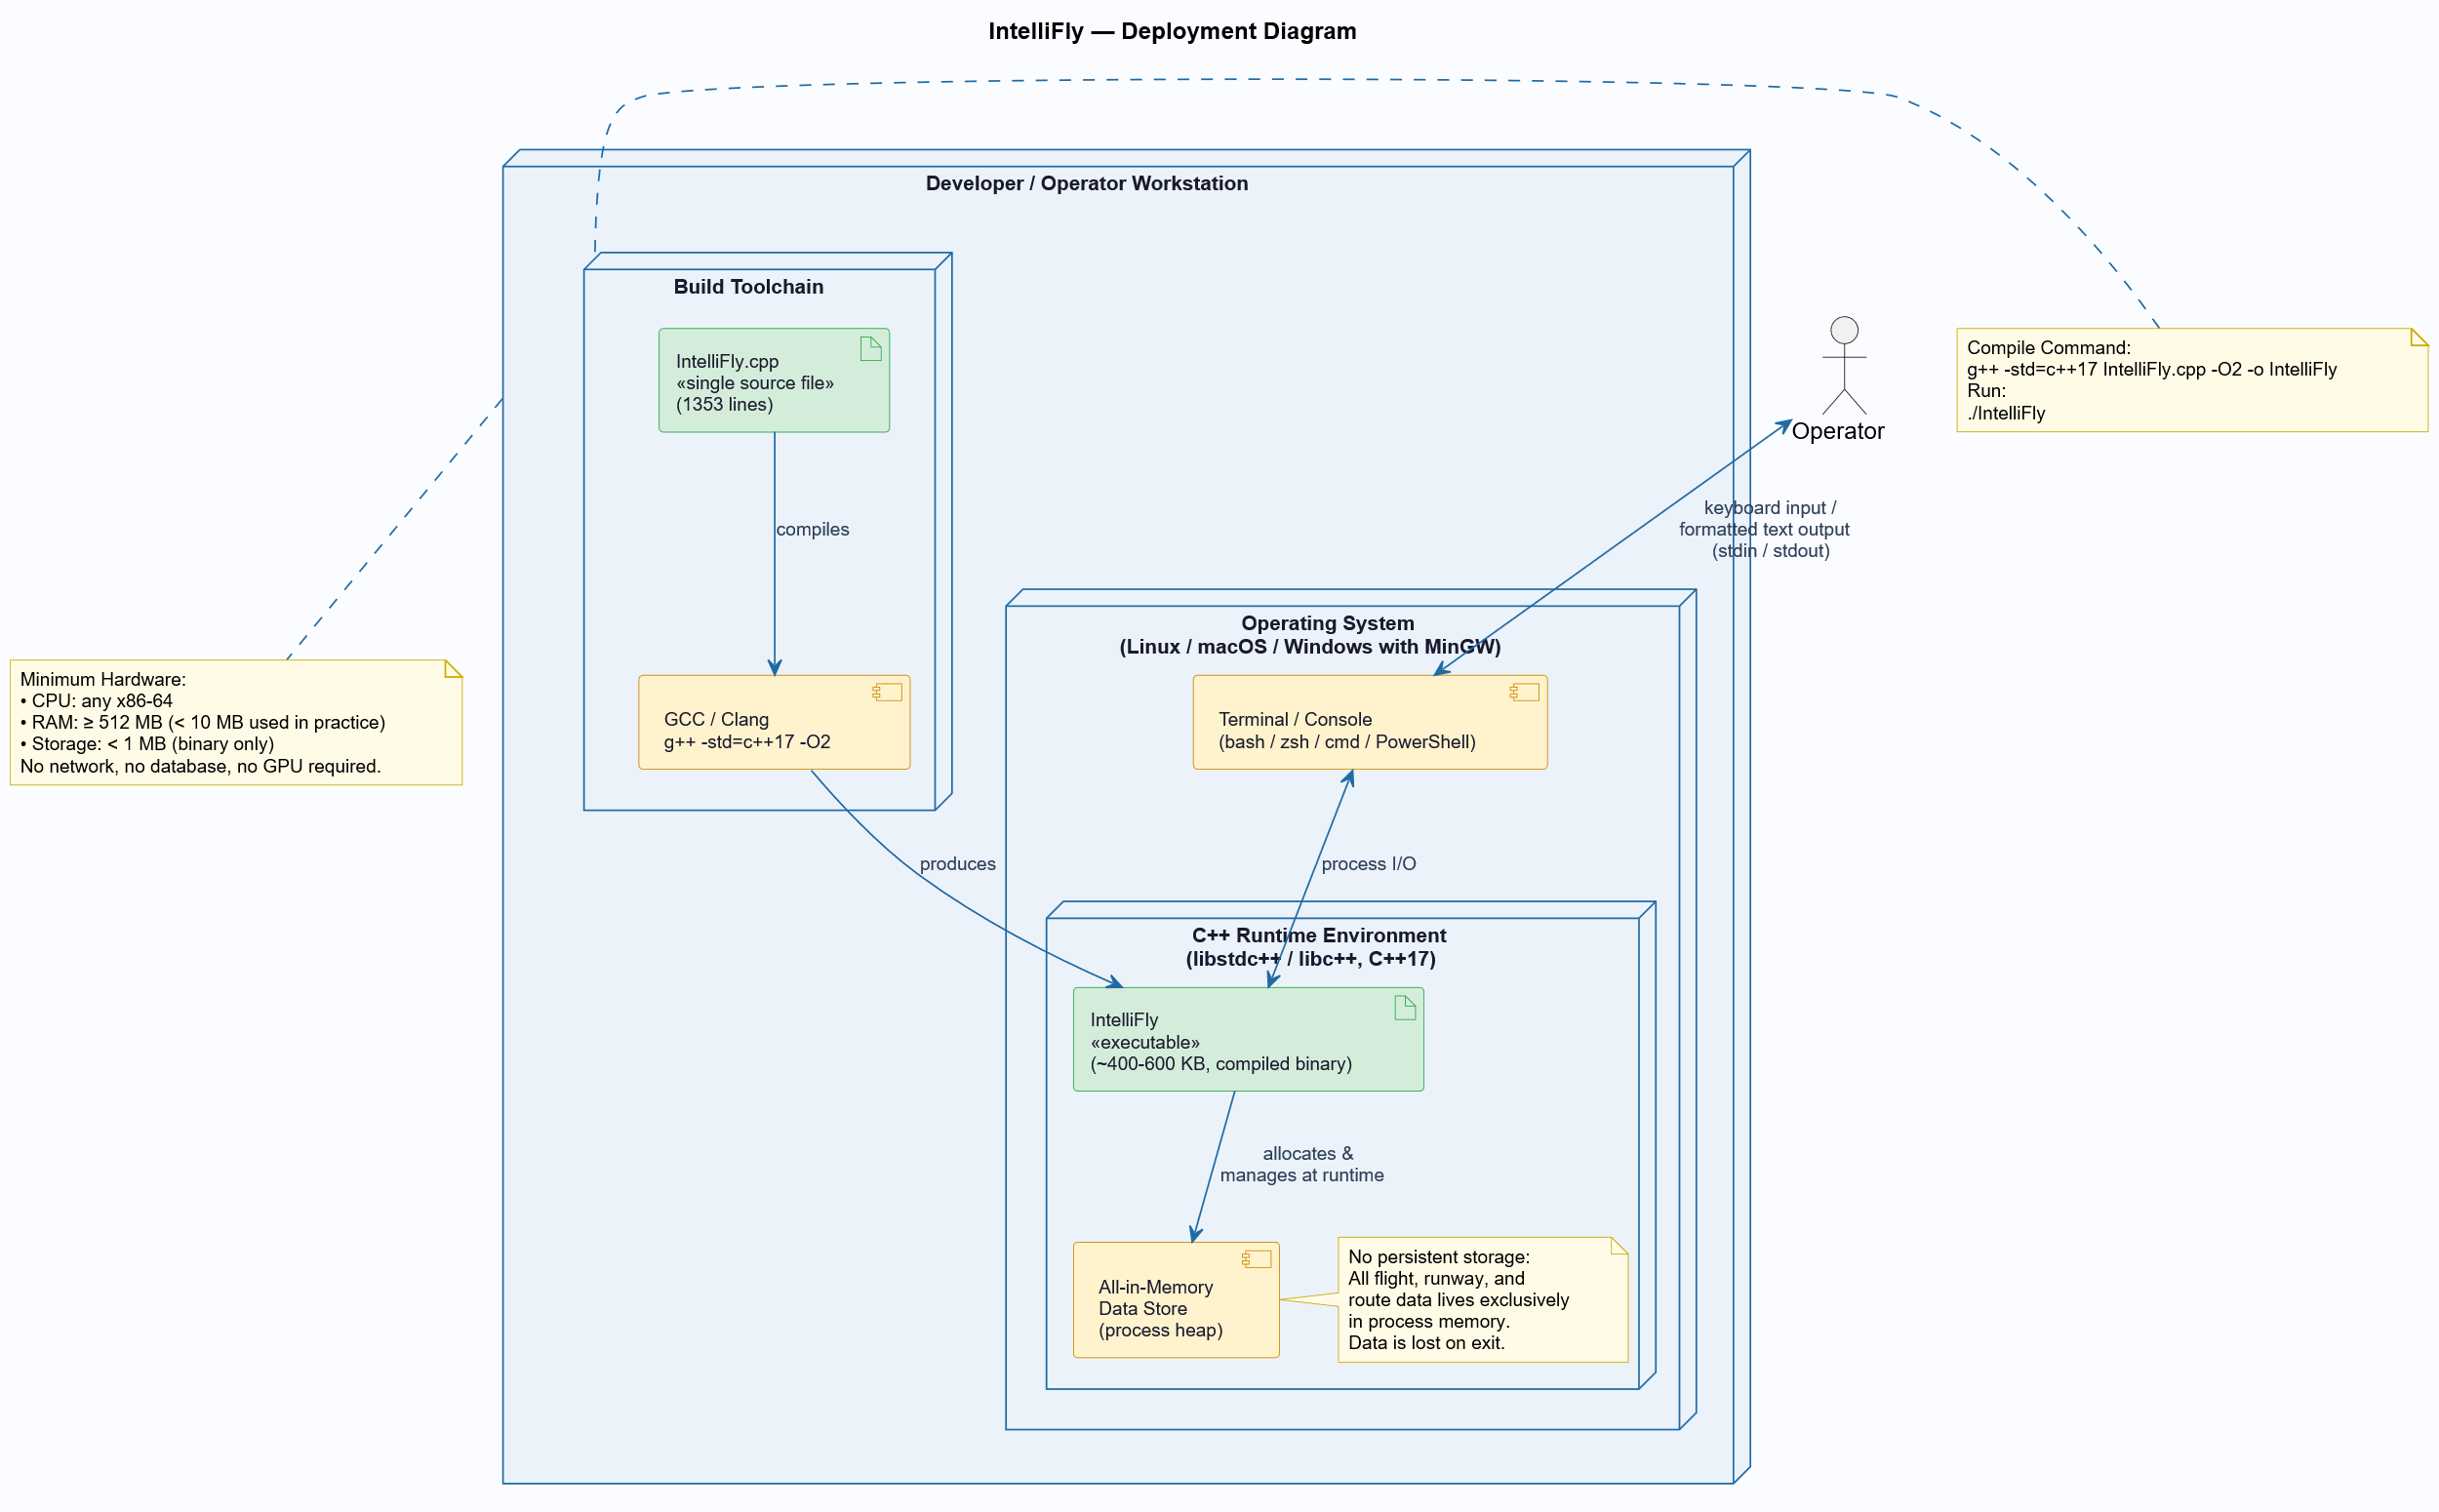 IntelliFly — Deployment Diagram
Developer / Operator Workstation
Build Toolchain
IntelliFly.cpp
«single source file»
(1353 lines)
compiles
GCC / Clang
g++ -std=c++17 -O2
produces
Operator
keyboard input /
formatted text output
(stdin / stdout)
Compile Command:
g++ -std=c++17 IntelliFly.cpp -O2 -o IntelliFly
Run:
./IntelliFly
Minimum Hardware:
• CPU: any x86-64
• RAM: ≥ 512 MB (< 10 MB used in practice)
• Storage: < 1 MB (binary only)
No network, no database, no GPU required.
Operating System
(Linux / macOS / Windows with MinGW)
Terminal / Console
(bash / zsh / cmd / PowerShell)
process I/O
C++ Runtime Environment
(libstdc++ / libc++, C++17)
IntelliFly
«executable»
(~400-600 KB, compiled binary)
allocates &
manages at runtime
All-in-Memory
Data Store
(process heap)
No persistent storage:
All flight, runway, and
route data lives exclusively
in process memory.
Data is lost on exit.